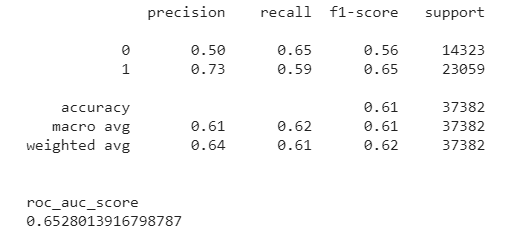 precision recall f1-score support
0 0.50 0.65 0.56 14323
1 0.73 0.59 0.65 23059
accuracy 0.61 37382
macro avg 0.61 0.62 0.61 37382
weighted avg 0.64 0.61 0.62 37382
roc_auc_score
0.6528013916798787